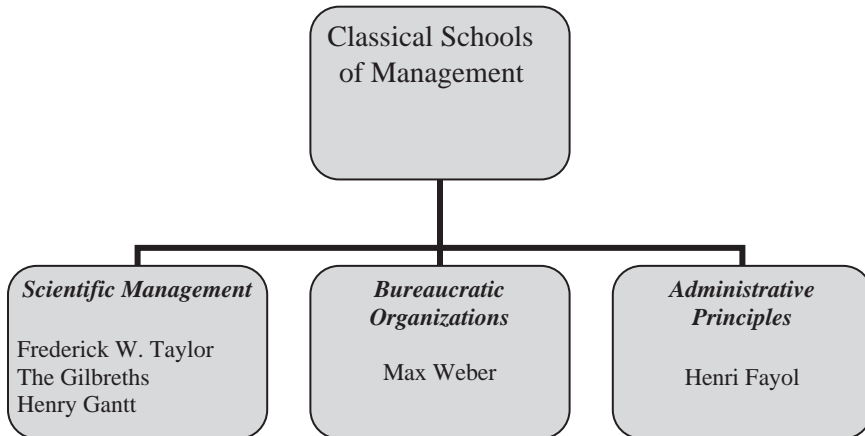 Classical Schools
of Management
Scientific Management
Frederick W. Taylor
The Gilbreths
Henry Gantt
Bureaucratic
Organizations
Max Weber
Administrative
Principles
Henri Fayol